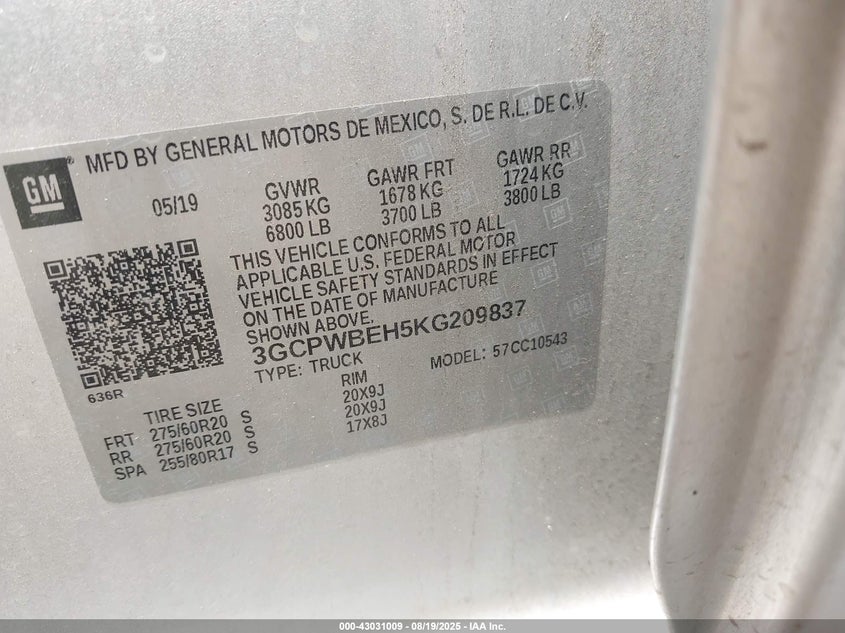 MFD BY GENERAL MOTORS DE MEXICO, S. DE R.L. DE C.V.
GM
®
05/19
GVWR
3085 KG
6800 LB
GAWR FRT
1678 KG
3700 LB
GAWR RR
1724 KG
3800 LB
THIS VEHICLE CONFORMS TO ALL
APPLICABLE U.S. FEDERAL MOTOR
VEHICLE SAFETY STANDARDS IN EFFECT
ON THE DATE OF MANUFACTURE
SHOWN ABOVE.
3GCPWBEH5KG209837
TYPE: TRUCK
MODEL: 57CC10543
636R
TIRE SIZE RIM
FRT 275/60R20 S 20X9J
RR 275/60R20 S 20X9J
SPA 255/80R17 S 17X8J
000-43031009 - 08/19/2025 - IAA Inc.